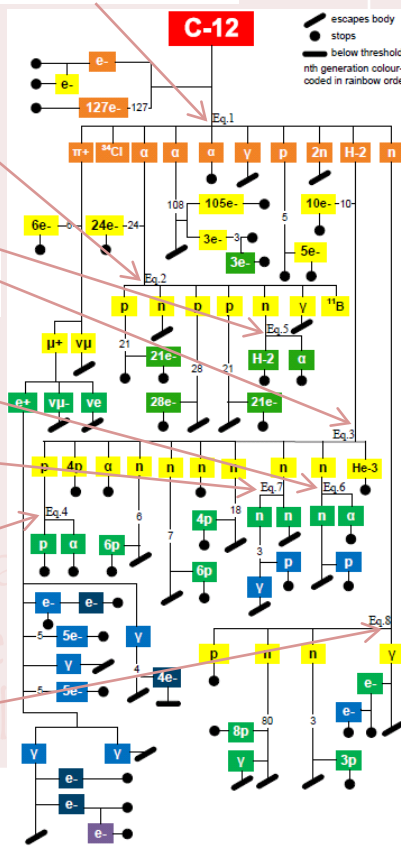 C-12
escapes body
stops
below threshold
nth generation colour-
coded in rainbow orde
e-
e-
127e- 127
Eq.1
π+ ³⁴Cl α α α γ p 2n H-2 n
108 105e- 5 10e- 10
6e- 6 24e- 24 3e- 3 5e-
3e-
Eq.2
p n p p n γ ¹¹B
Eq.5
μ+ νμ 21 21e- H-2 α
28 21
e+ νμ- νe 28e- 21e-
Eq.3
p 4p α n n n n n n He-3
Eq.7 Eq.6
Eq.4 6 4p 18 n n n α
p α 6p 7 3 p p
6p γ
e- e- γ
5 5e- Eq.8
γ 4 p n n γ
5 5e- 4e- e-
8p 80 3 e-
γ γ γ 3p
e-
e-
e-